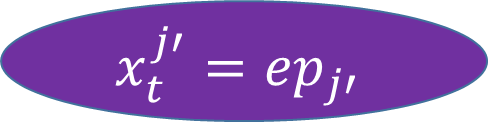 $x_t^{j'} = ep_{j'}$